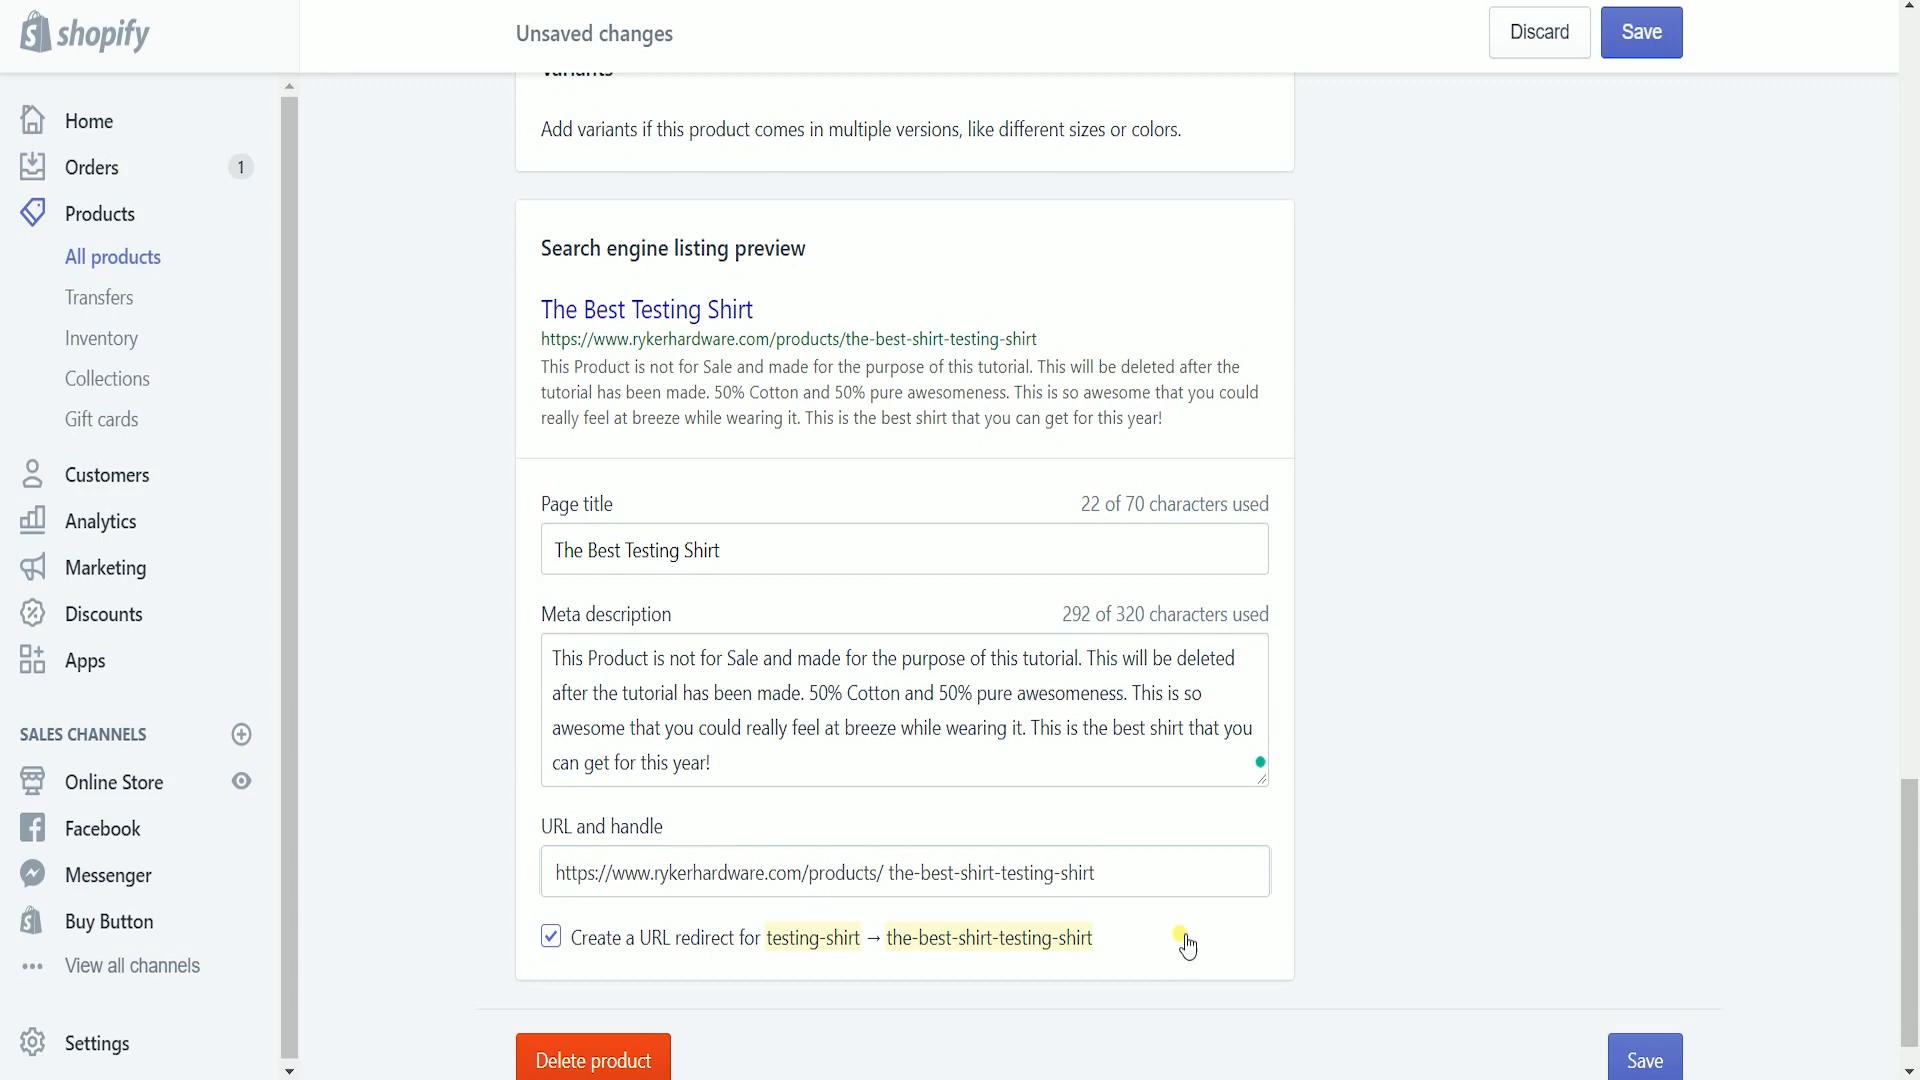 shopify
Unsaved changes
Discard
Save
Home
Orders
1
Products
All products
Transfers
Inventory
Collections
Gift cards
Customers
Analytics
Marketing
Discounts
Apps
SALES CHANNELS
Online Store
Facebook
Messenger
Buy Button
View all channels
Settings
Variants
Add variants if this product comes in multiple versions, like different sizes or colors.
Search engine listing preview
The Best Testing Shirt
https://www.rykerhardware.com/products/the-best-shirt-testing-shirt
This Product is not for Sale and made for the purpose of this tutorial. This will be deleted after the
tutorial has been made. 50% Cotton and 50% pure awesomeness. This is so awesome that you could
really feel at breeze while wearing it. This is the best shirt that you can get for this year!
Page title
22 of 70 characters used
The Best Testing Shirt
Meta description
292 of 320 characters used
This Product is not for Sale and made for the purpose of this tutorial. This will be deleted
after the tutorial has been made. 50% Cotton and 50% pure awesomeness. This is so
awesome that you could really feel at breeze while wearing it. This is the best shirt that you
can get for this year!
URL and handle
https://www.rykerhardware.com/products/ the-best-shirt-testing-shirt
Create a URL redirect for testing-shirt → the-best-shirt-testing-shirt
Delete product
Save